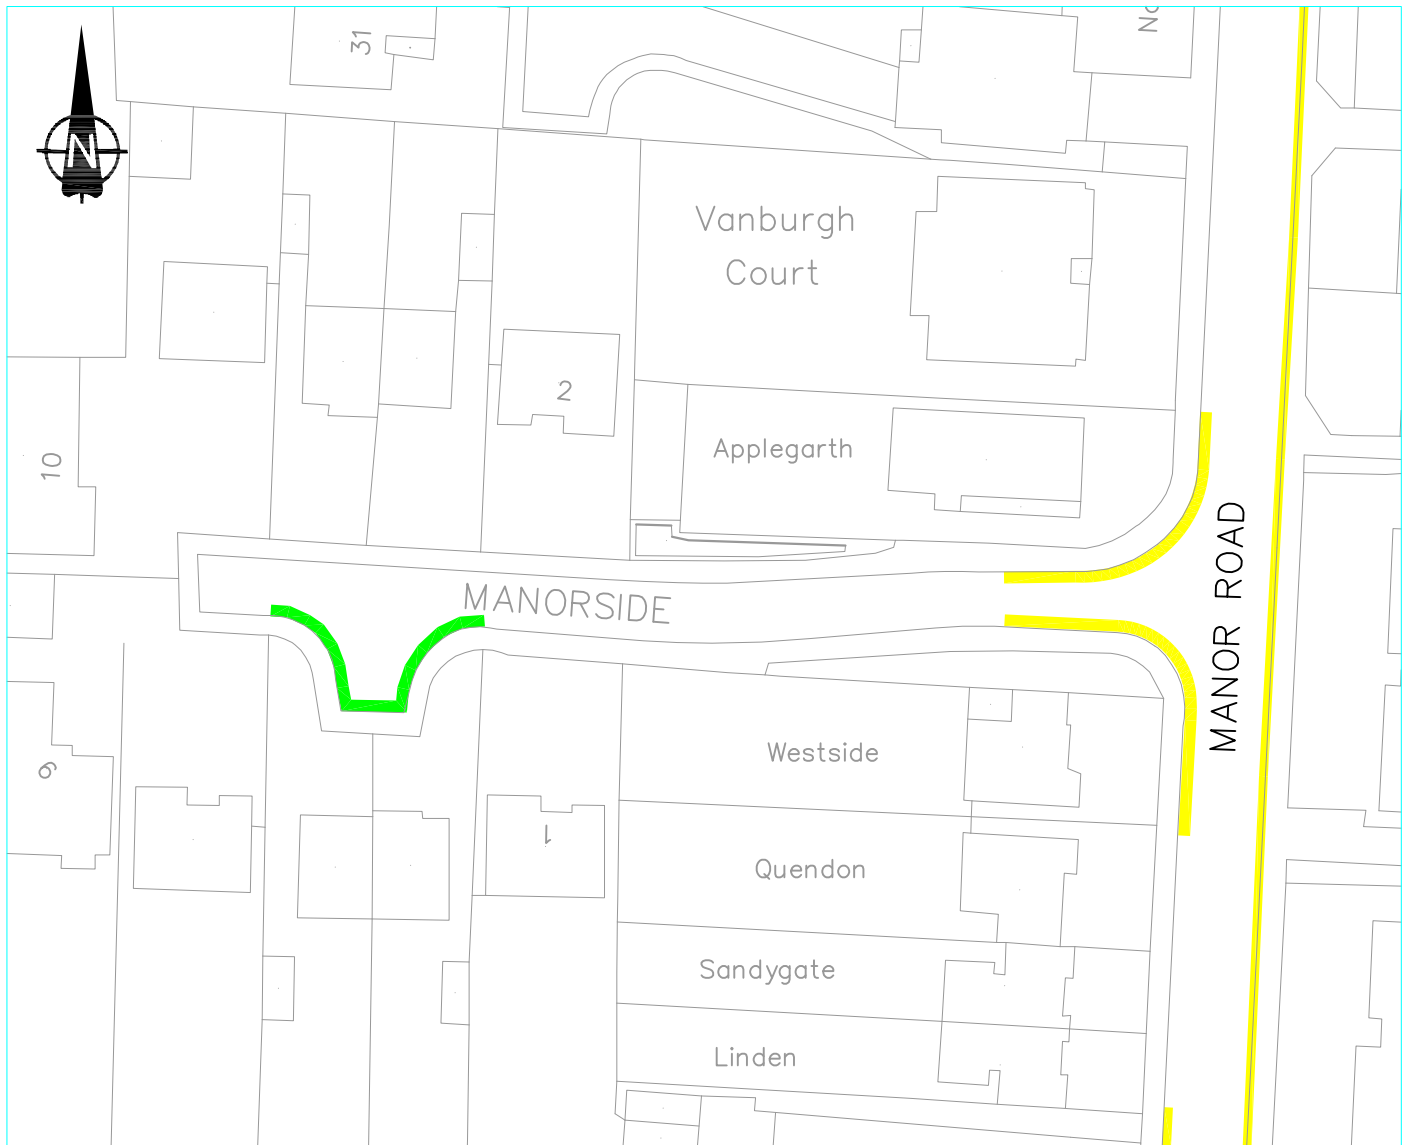 31
N
Vanburgh
Court
2
Applegarth
10
MANORSIDE
MANOR ROAD
Westside
9
1
Quendon
Sandygate
Linden